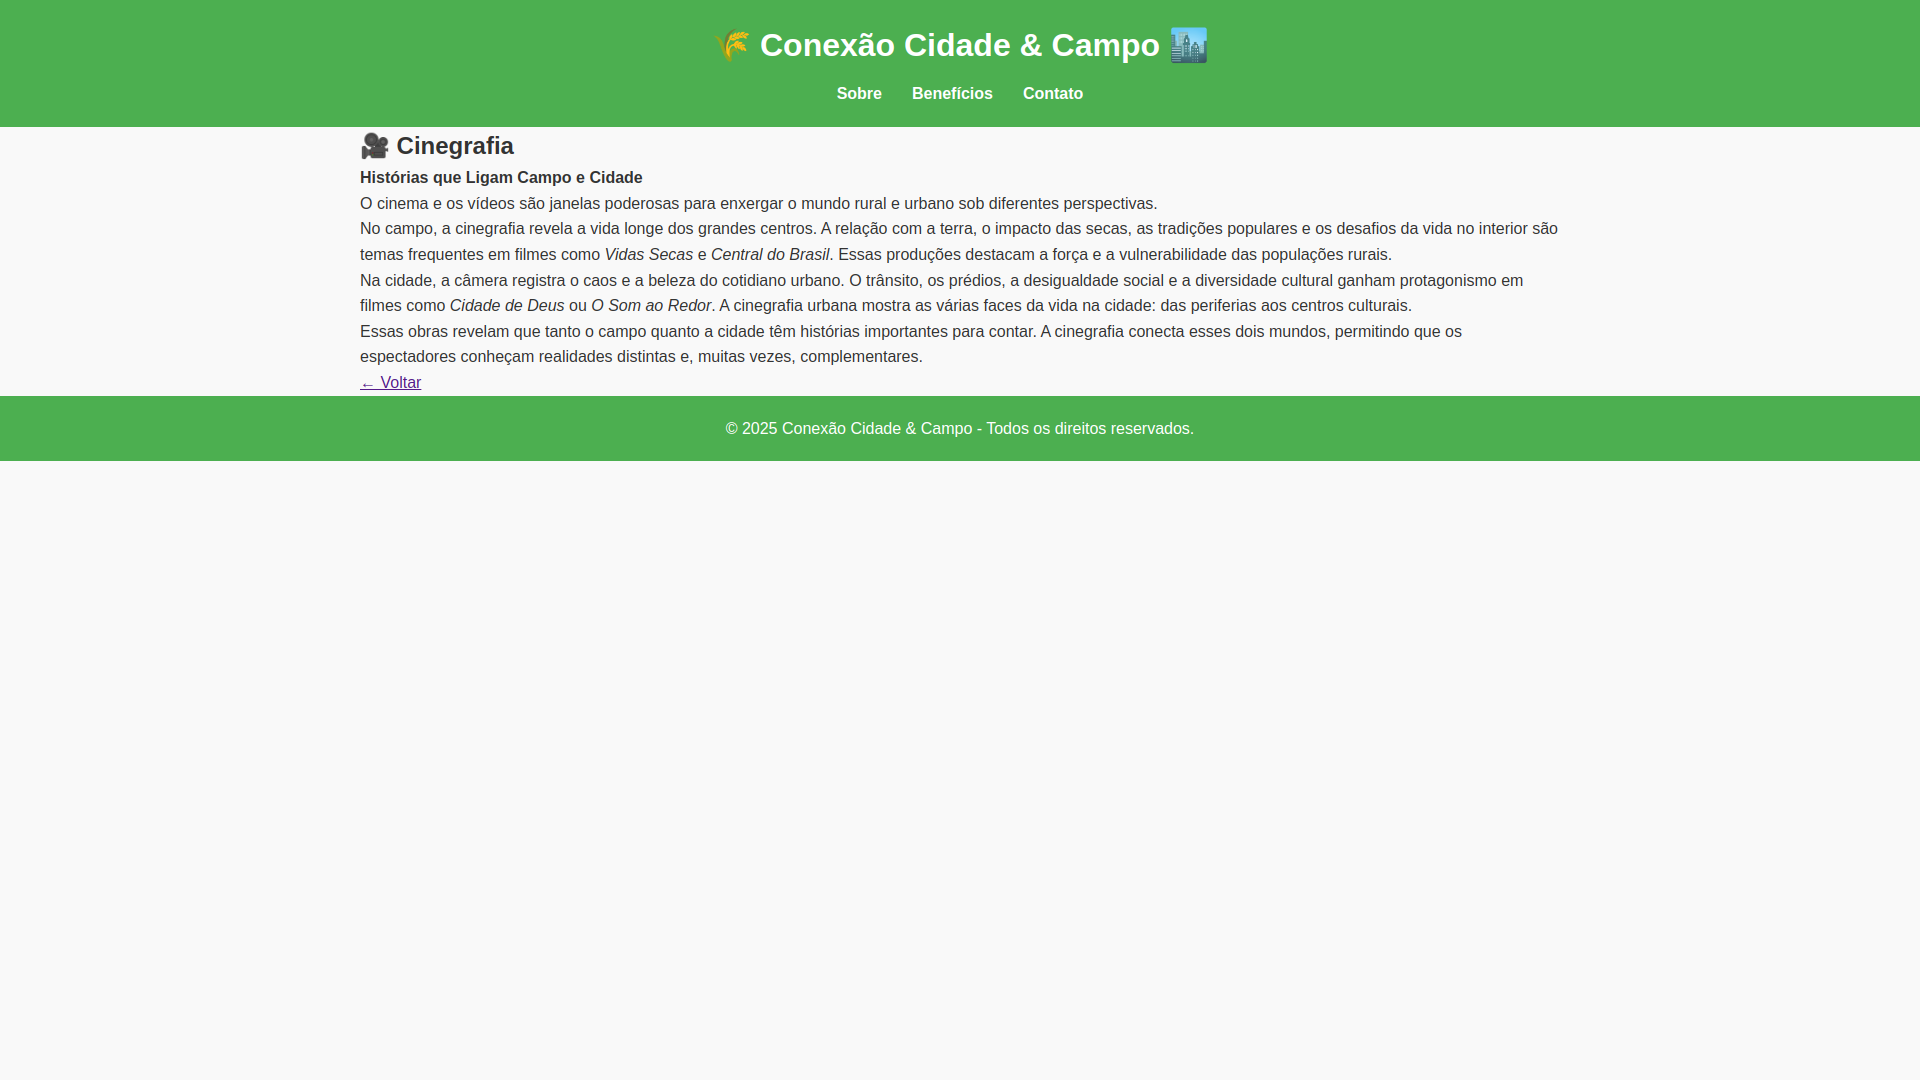 🌾 Conexão Cidade & Campo 🏙️
Sobre Benefícios Contato
🎥 Cinegrafia
Histórias que Ligam Campo e Cidade
O cinema e os vídeos são janelas poderosas para enxergar o mundo rural e urbano sob diferentes perspectivas.
No campo, a cinegrafia revela a vida longe dos grandes centros. A relação com a terra, o impacto das secas, as tradições populares e os desafios da vida no interior são
temas frequentes em filmes como Vidas Secas e Central do Brasil. Essas produções destacam a força e a vulnerabilidade das populações rurais.
Na cidade, a câmera registra o caos e a beleza do cotidiano urbano. O trânsito, os prédios, a desigualdade social e a diversidade cultural ganham protagonismo em
filmes como Cidade de Deus ou O Som ao Redor. A cinegrafia urbana mostra as várias faces da vida na cidade: das periferias aos centros culturais.
Essas obras revelam que tanto o campo quanto a cidade têm histórias importantes para contar. A cinegrafia conecta esses dois mundos, permitindo que os
espectadores conheçam realidades distintas e, muitas vezes, complementares.
← Voltar
© 2025 Conexão Cidade & Campo - Todos os direitos reservados.